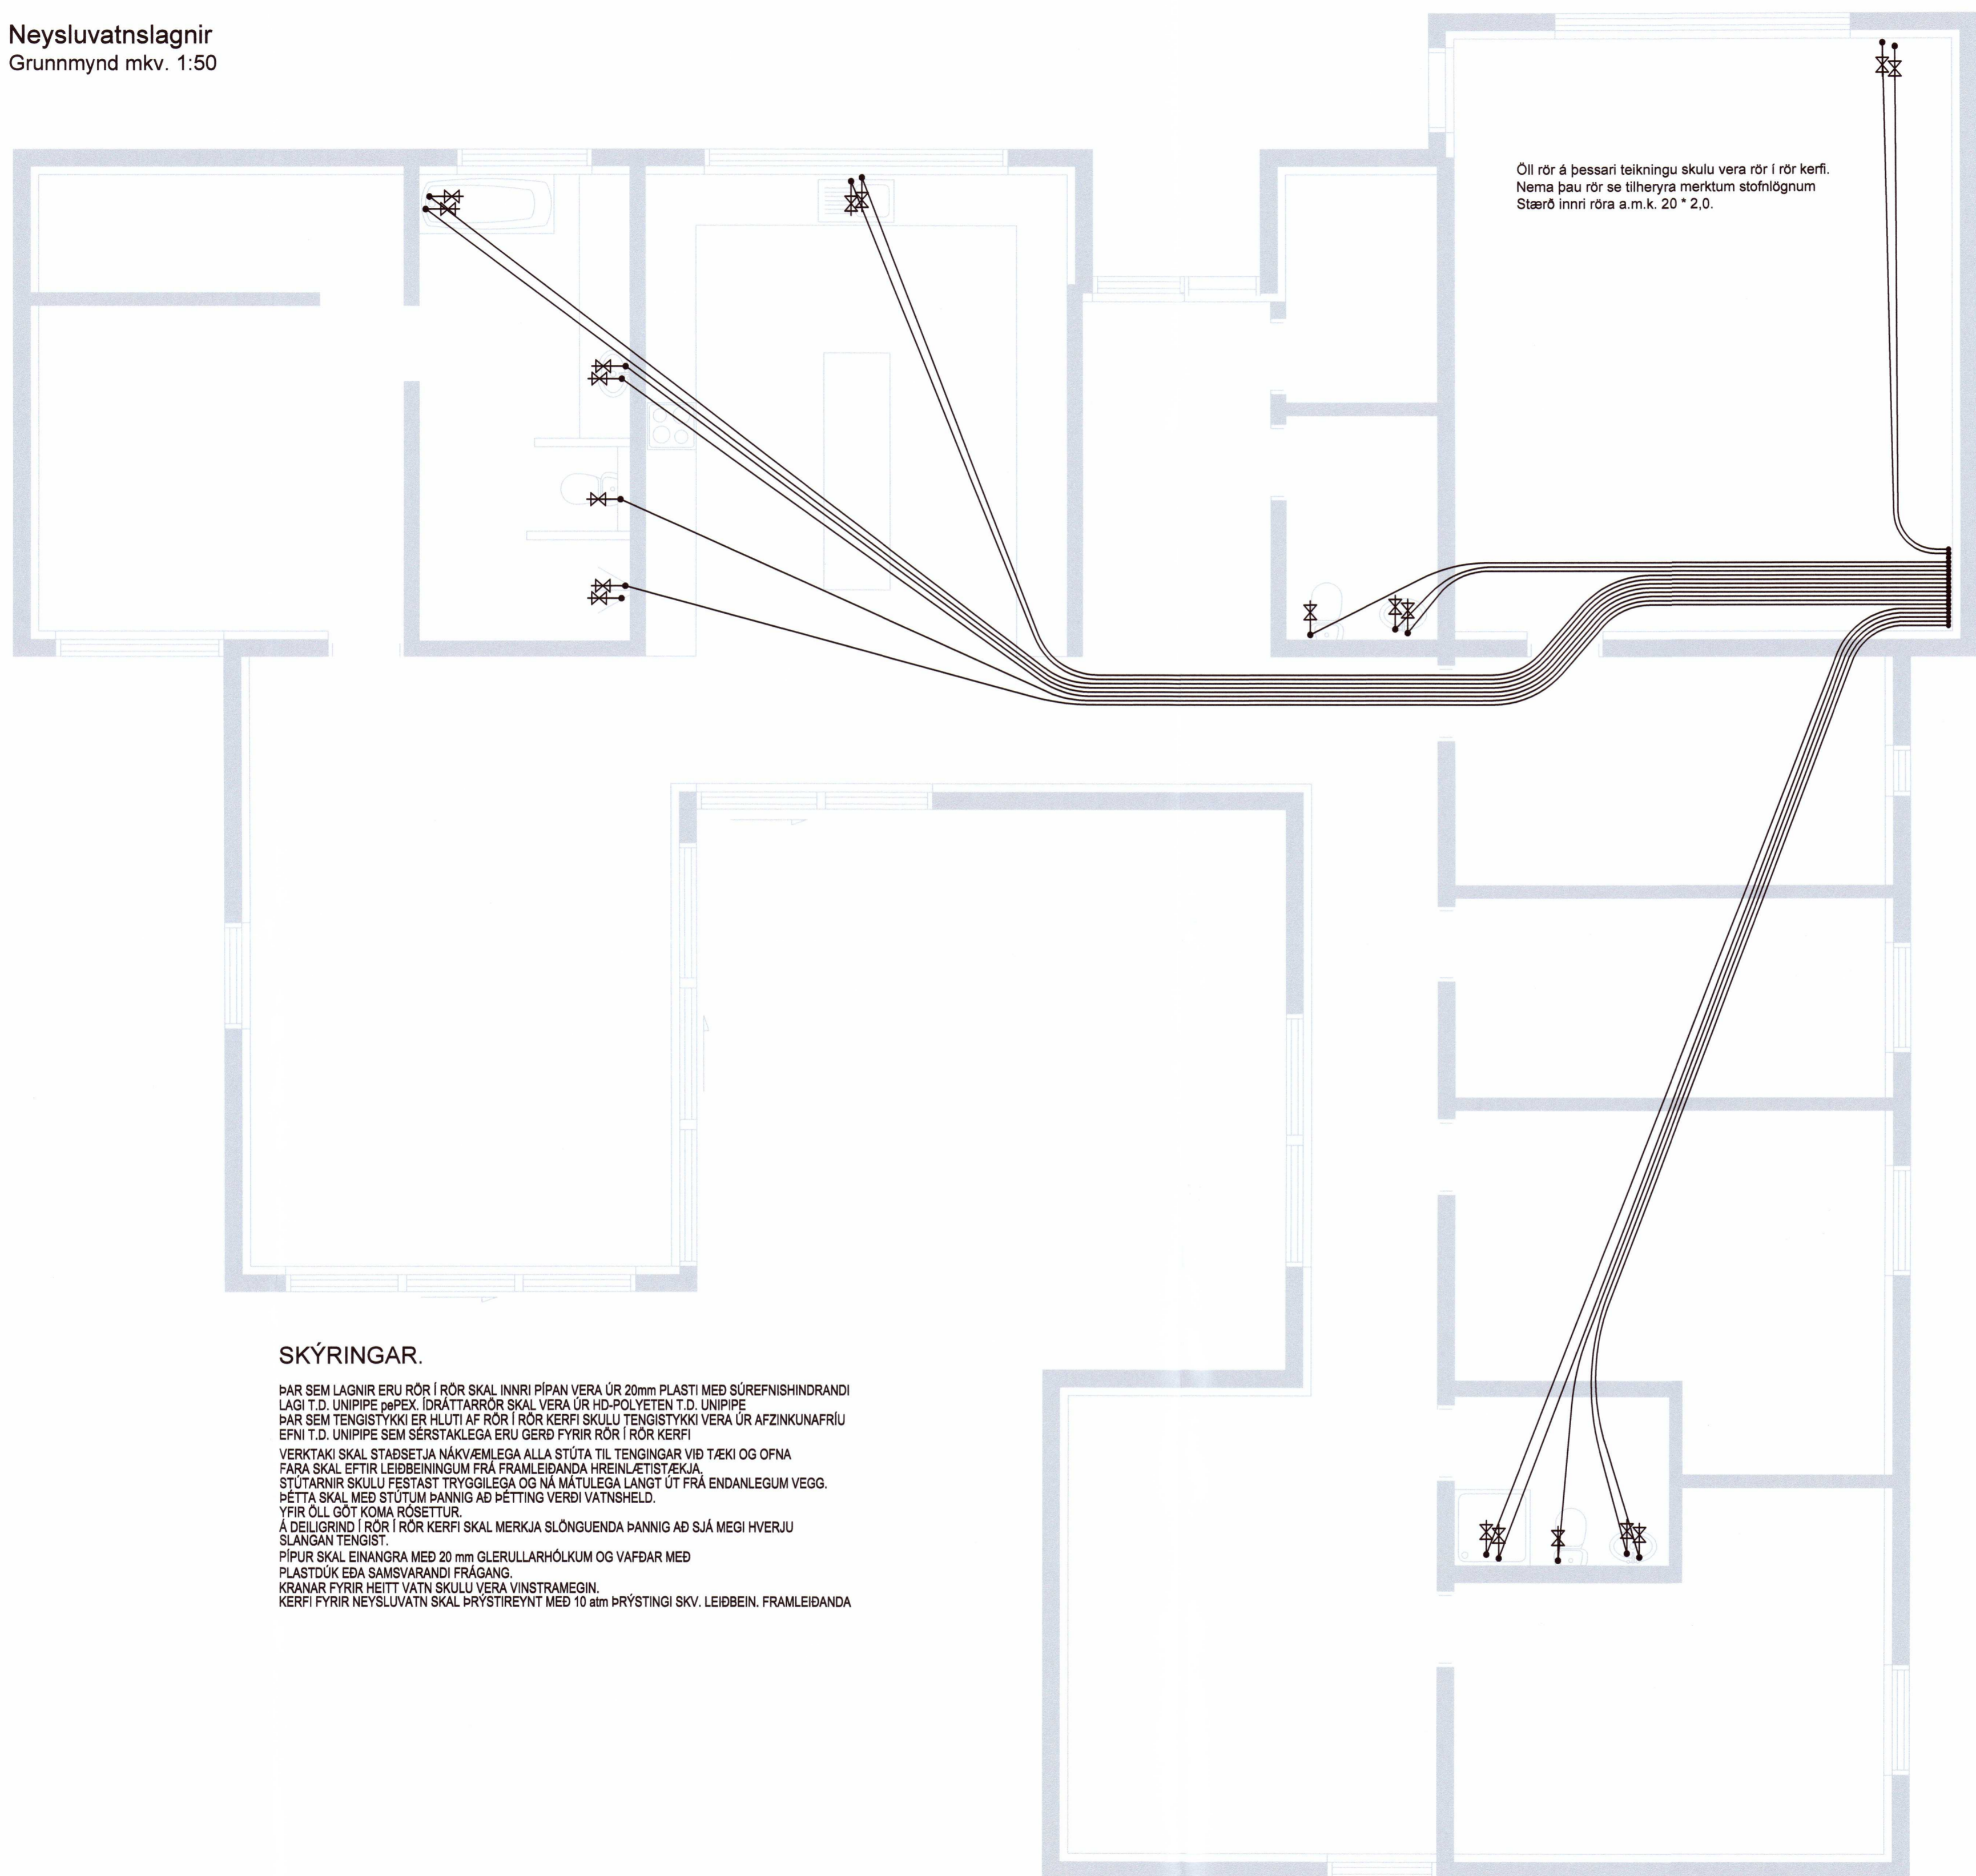 Neysluvatnslagnir
Grunnmynd mkv. 1:50
Öll rör á þessari teikningu skulu vera rör í rör kerfi.
Nema þau rör se tilheryra merktum stofnlögnum
Stærð innri röra a.m.k. 20 * 2,0.
SKÝRINGAR.
ÞAR SEM LAGNIR ERU RÖR Í RÖR SKAL INNRI PÍPAN VERA ÚR 20mm PLASTI MEÐ SÚREFNISHINDRANDI
LAGI T.D. UNIPIPE pePEX. ÍDRÁTTARRÖR SKAL VERA ÚR HD-POLYETEN T.D. UNIPIPE
ÞAR SEM TENGISTYKKI ER HLUTI AF RÖR Í RÖR KERFI SKULU TENGISTYKKI VERA ÚR AFZINKUNAFRÍU
EFNI T.D. UNIPIPE SEM SÉRSTAKLEGA ERU GERÐ FYRIR RÖR Í RÖR KERFI
VERKTAKI SKAL STAÐSETJA NÁKVÆMLEGA ALLA STÚTA TIL TENGINGAR VIÐ TÆKI OG OFNA
FARA SKAL EFTIR LEIÐBEININGUM FRÁ FRAMLEIÐANDA HREINLÆTISTÆKJA.
STÚTARNIR SKULU FESTAST TRYGGILEGA OG NÁ MÁTULEGA LANGT ÚT FRÁ ENDANLEGUM VEGG.
ÞÉTTA SKAL MEÐ STÚTUM ÞANNIG AÐ ÞÉTTING VERÐI VATNSHELD.
YFIR ÖLL GÖT KOMA RÓSETTUR.
Á DEILIGRIND Í RÖR Í RÖR KERFI SKAL MERKJA SLÖNGUENDA ÞANNIG AÐ SJÁ MEGI HVERJU
SLANGAN TENGIST.
PÍPUR SKAL EINANGRA MEÐ 20 mm GLERULLARHÓLKUM OG VAFÐAR MEÐ
PLASTDÚK EÐA SAMSVARANDI FRÁGANG.
KRANAR FYRIR HEITT VATN SKULU VERA VINSTRAMEGIN.
KERFI FYRIR NEYSLUVATN SKAL ÞRÝSTIREYNT MEÐ 10 atm ÞRÝSTINGI SKV. LEIÐBEIN. FRAMLEIÐANDA